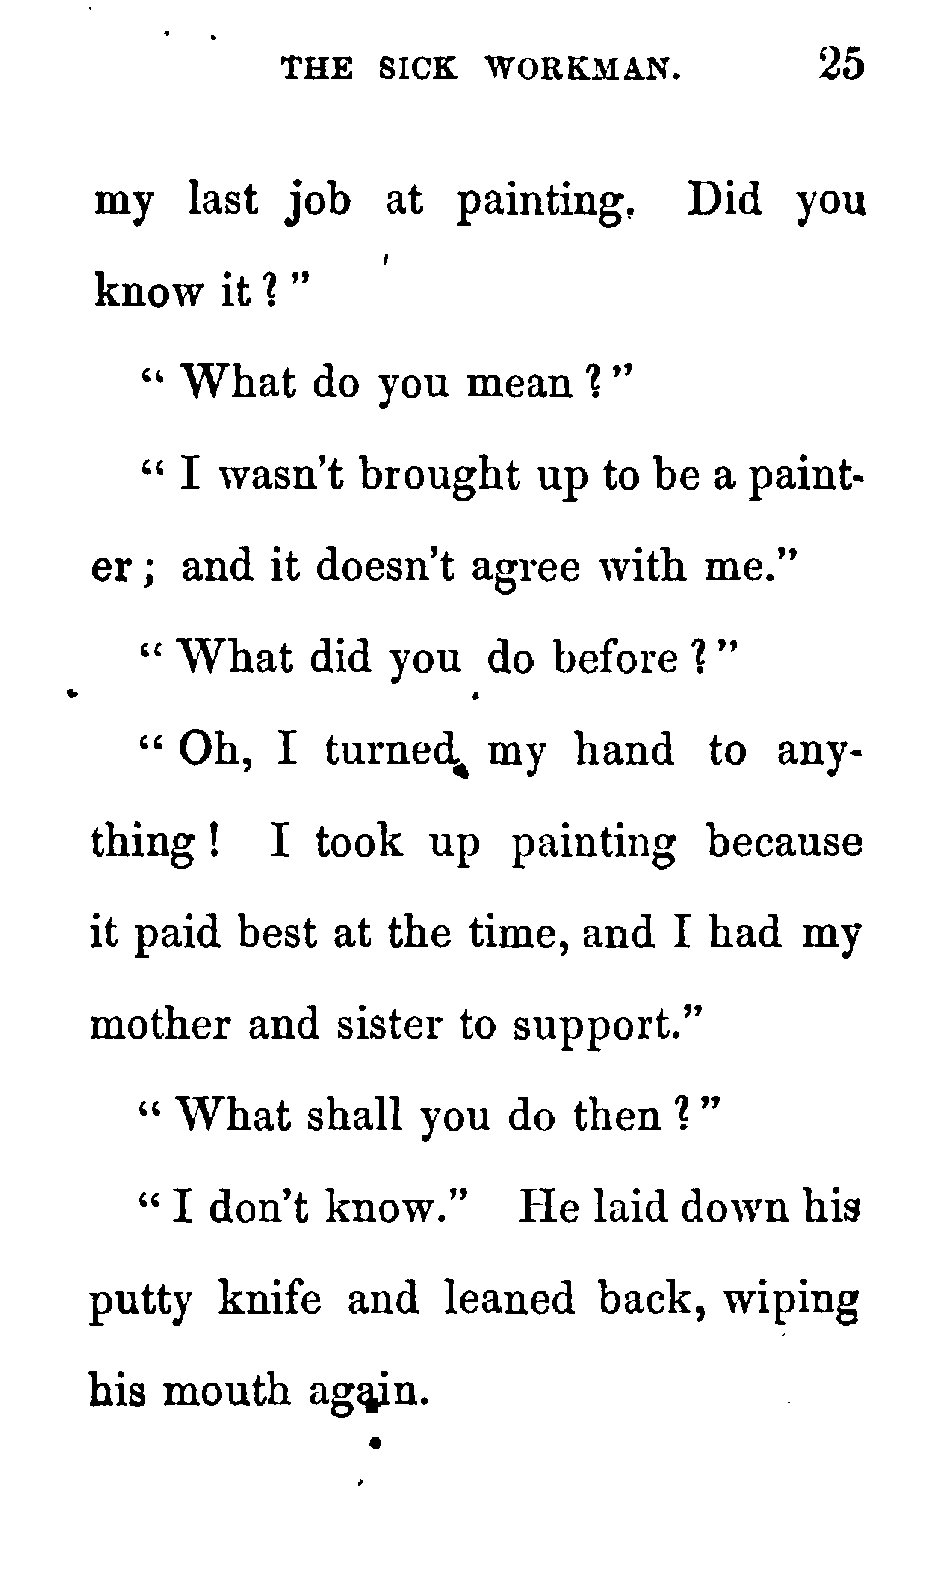 THE SICK WORKMAN. 25
my last job at painting. Did you
know it?"
"What do you mean?"
"I wasn't brought up to be a paint-
er; and it doesn't agree with me."
"What did you do before?"
"Oh, I turned my hand to any-
thing! I took up painting because
it paid best at the time, and I had my
mother and sister to support."
"What shall you do then?"
"I don't know." He laid down his
putty knife and leaned back, wiping
his mouth again.